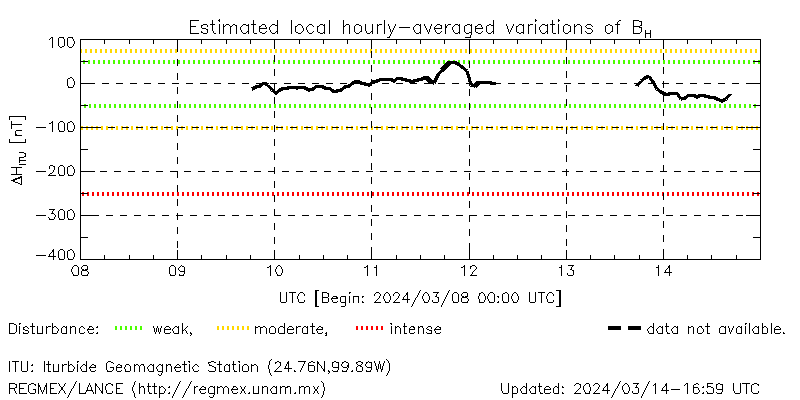 Estimated local hourly-averaged variations of B_H
100
0
-100
-200
-300
-400
ΔH_ITU [nT]
08 09 10 11 12 13 14
UTC [Begin: 2024/03/08 00:00 UTC]
Disturbance: weak, moderate, intense data not available.
ITU: Iturbide Geomagnetic Station (24.76N,99.89W)
REGMEX/LANCE (http://regmex.unam.mx) Updated: 2024/03/14-16:59 UTC